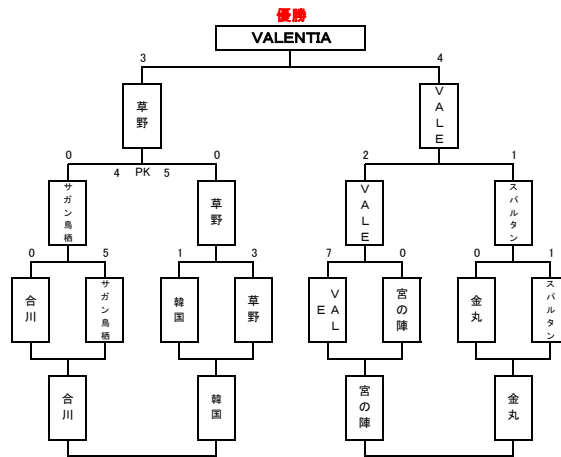 優勝
VALENTIA
3 4
草野 VALE
0 4 PK 5 0 2 1
サガン鳥栖 草野 VALE スパルタン
0 5 1 3 7 0 0 1
合川 サガン鳥栖 韓国 草野 VALE 宮の陣 金丸 スパルタン
合川 韓国 宮の陣 金丸